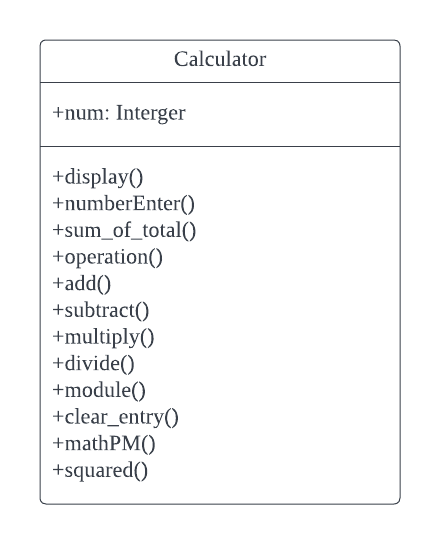 Calculator
+num: Interger
+display()
+numberEnter()
+sum_of_total()
+operation()
+add()
+subtract()
+multiply()
+divide()
+module()
+clear_entry()
+mathPM()
+squared()